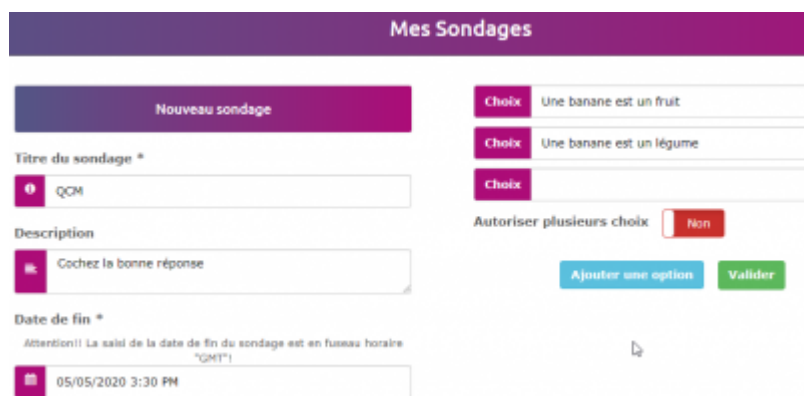 Mes Sondages
Nouveau sondage
Titre du sondage *
QCM
Description
Cochez la bonne réponse
Date de fin *
Attention!! La saisi de la date de fin du sondage est en fuseau horaire
"GMT"!
05/05/2020 3:30 PM
Choix Une banane est un fruit
Choix Une banane est un légume
Choix
Autoriser plusieurs choix Non
Ajouter une option Valider